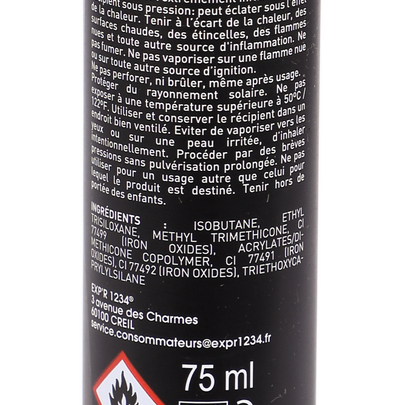 récipient sous pression: peut éclater sous l'effet
de la chaleur. Tenir à l'écart de la chaleur, des
surfaces chaudes, des étincelles, des flammes
nues et toute autre source d'inflammation. Ne
pas fumer. Ne pas vaporiser sur une flamme nue
ou sur toute autre source d'ignition.
Ne pas perforer, ni brûler, même après usage.
Protéger du rayonnement solaire. Ne pas
exposer à une température supérieure à 50°C/
122°F. Utiliser et conserver le récipient dans un
endroit bien ventilé. Eviter de vaporiser vers les
yeux ou sur une peau irritée, d'inhaler
intentionnellement. Procéder par des brèves
pressions sans pulvérisation prolongée. Ne pas
utiliser pour un usage autre que celui pour
lequel le produit est destiné. Tenir hors de
portée des enfants.
INGRÉDIENTS : ISOBUTANE, ETHYL
TRISILOXANE, METHYL TRIMETHICONE, CI
77499 (IRON OXIDES), ACRYLATES/DI-
METHICONE COPOLYMER, CI 77491 (IRON
OXIDES), CI 77492 (IRON OXIDES), TRIETHOXYCA-
PRYLYLSILANE
EXP'R 1234®
3 avenue des Charmes
60100 CREIL
service.consommateurs@expr1234.fr
75 ml